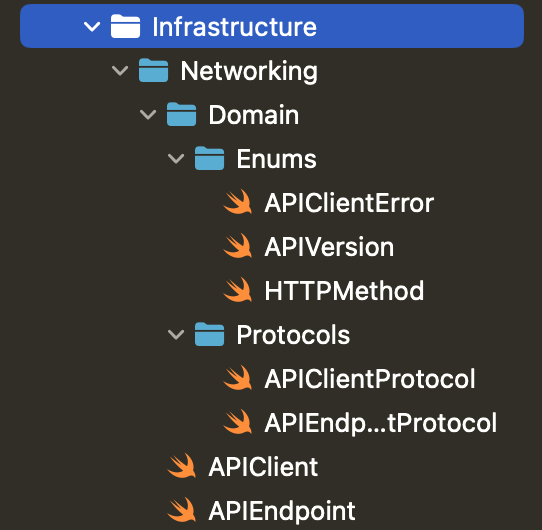 Infrastructure
Networking
Domain
Enums
APIClientError
APIVersion
HTTPMethod
Protocols
APIClientProtocol
APIEndp...tProtocol
APIClient
APIEndpoint